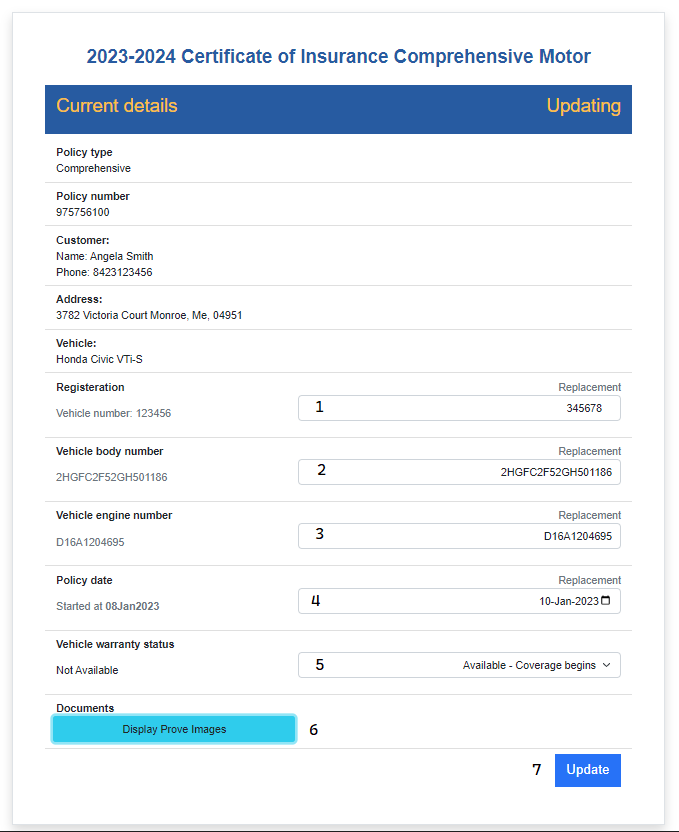 2023-2024 Certificate of Insurance Comprehensive Motor
Current details Updating
Policy type
Comprehensive
Policy number
975756100
Customer:
Name: Angela Smith
Phone: 8423123456
Address:
3782 Victoria Court Monroe, Me, 04951
Vehicle:
Honda Civic VTi-S
Registeration Replacement
Vehicle number: 123456 1 345678
Vehicle body number Replacement
2HGFC2F52GH501186 2 2HGFC2F52GH501186
Vehicle engine number Replacement
D16A1204695 3 D16A1204695
Policy date Replacement
Started at 08Jan2023 4 10-Jan-2023
Vehicle warranty status
Not Available 5 Available - Coverage begins
Documents
Display Prove Images 6
7 Update